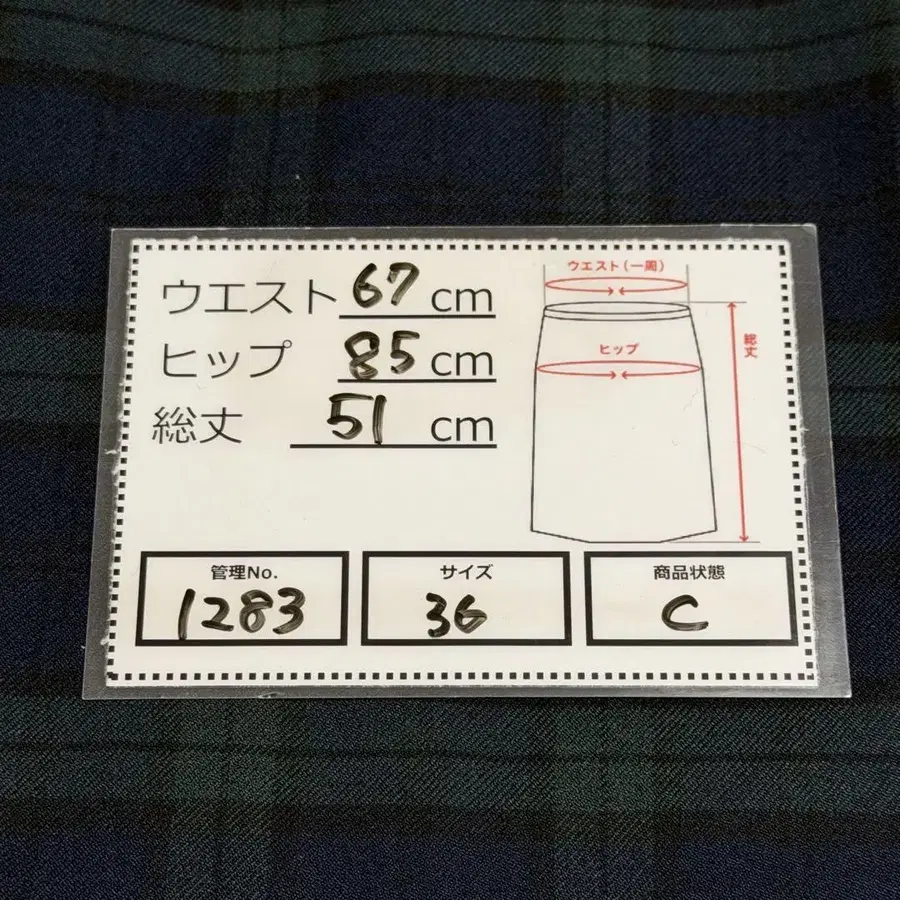 ウエスト 67 cm
ヒップ 85 cm
総丈 51 cm
ウエスト(一周)
ヒップ
総丈
管理No.
1283
サイズ
36
商品状態
C